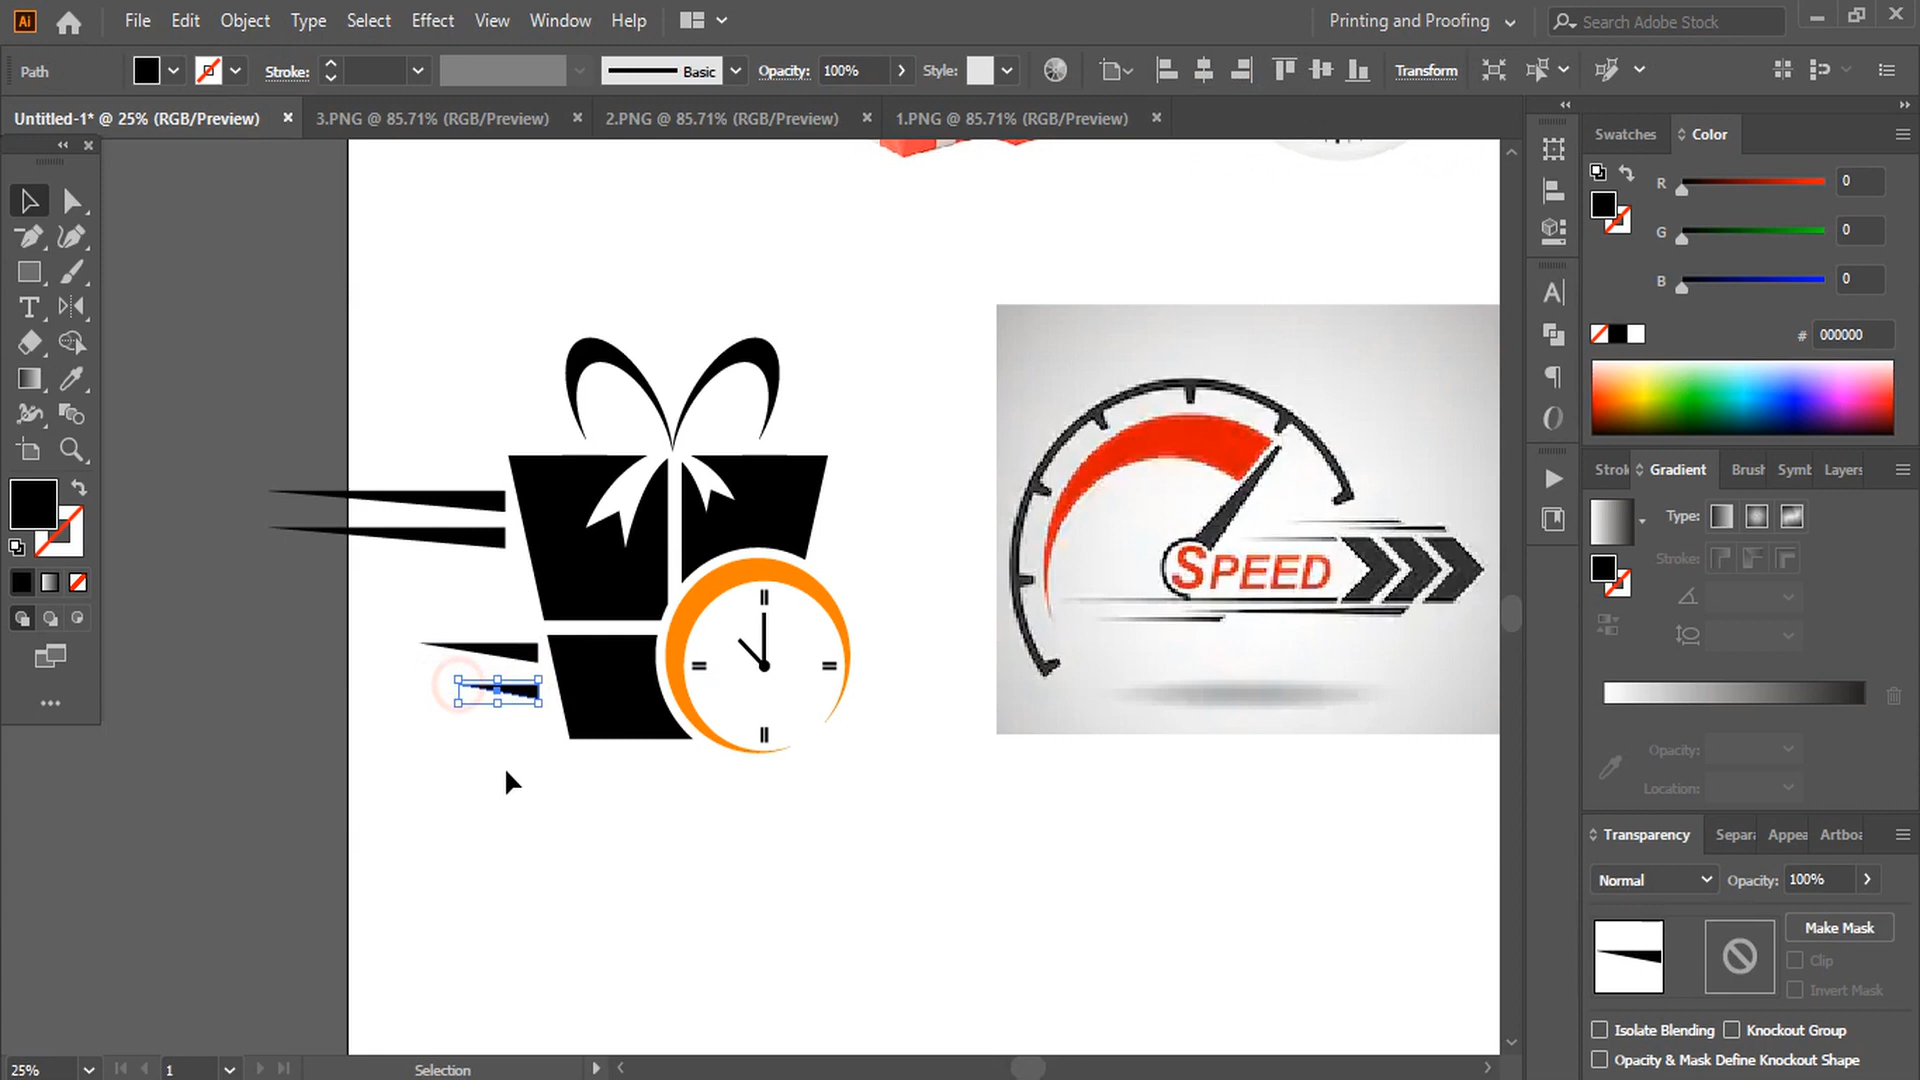 Ai File Edit Object Type Select Effect View Window Help Printing and Proofing Search Adobe Stock
Path Stroke: Basic Opacity: 100% Style: Transform
Untitled-1* @ 25% (RGB/Preview) 3.PNG @ 85.71% (RGB/Preview) 2.PNG @ 85.71% (RGB/Preview) 1.PNG @ 85.71% (RGB/Preview)
Swatches Color
R 0
G 0
B 0
# 000000
SPEED
Strok Gradient Brush Symb Layers
Type:
Stroke:
Opacity:
Location:
Transparency Separa Appea Artboa
Normal Opacity: 100%
Make Mask
Clip
Invert Mask
Isolate Blending Knockout Group
Opacity & Mask Define Knockout Shape
25% 1 Selection